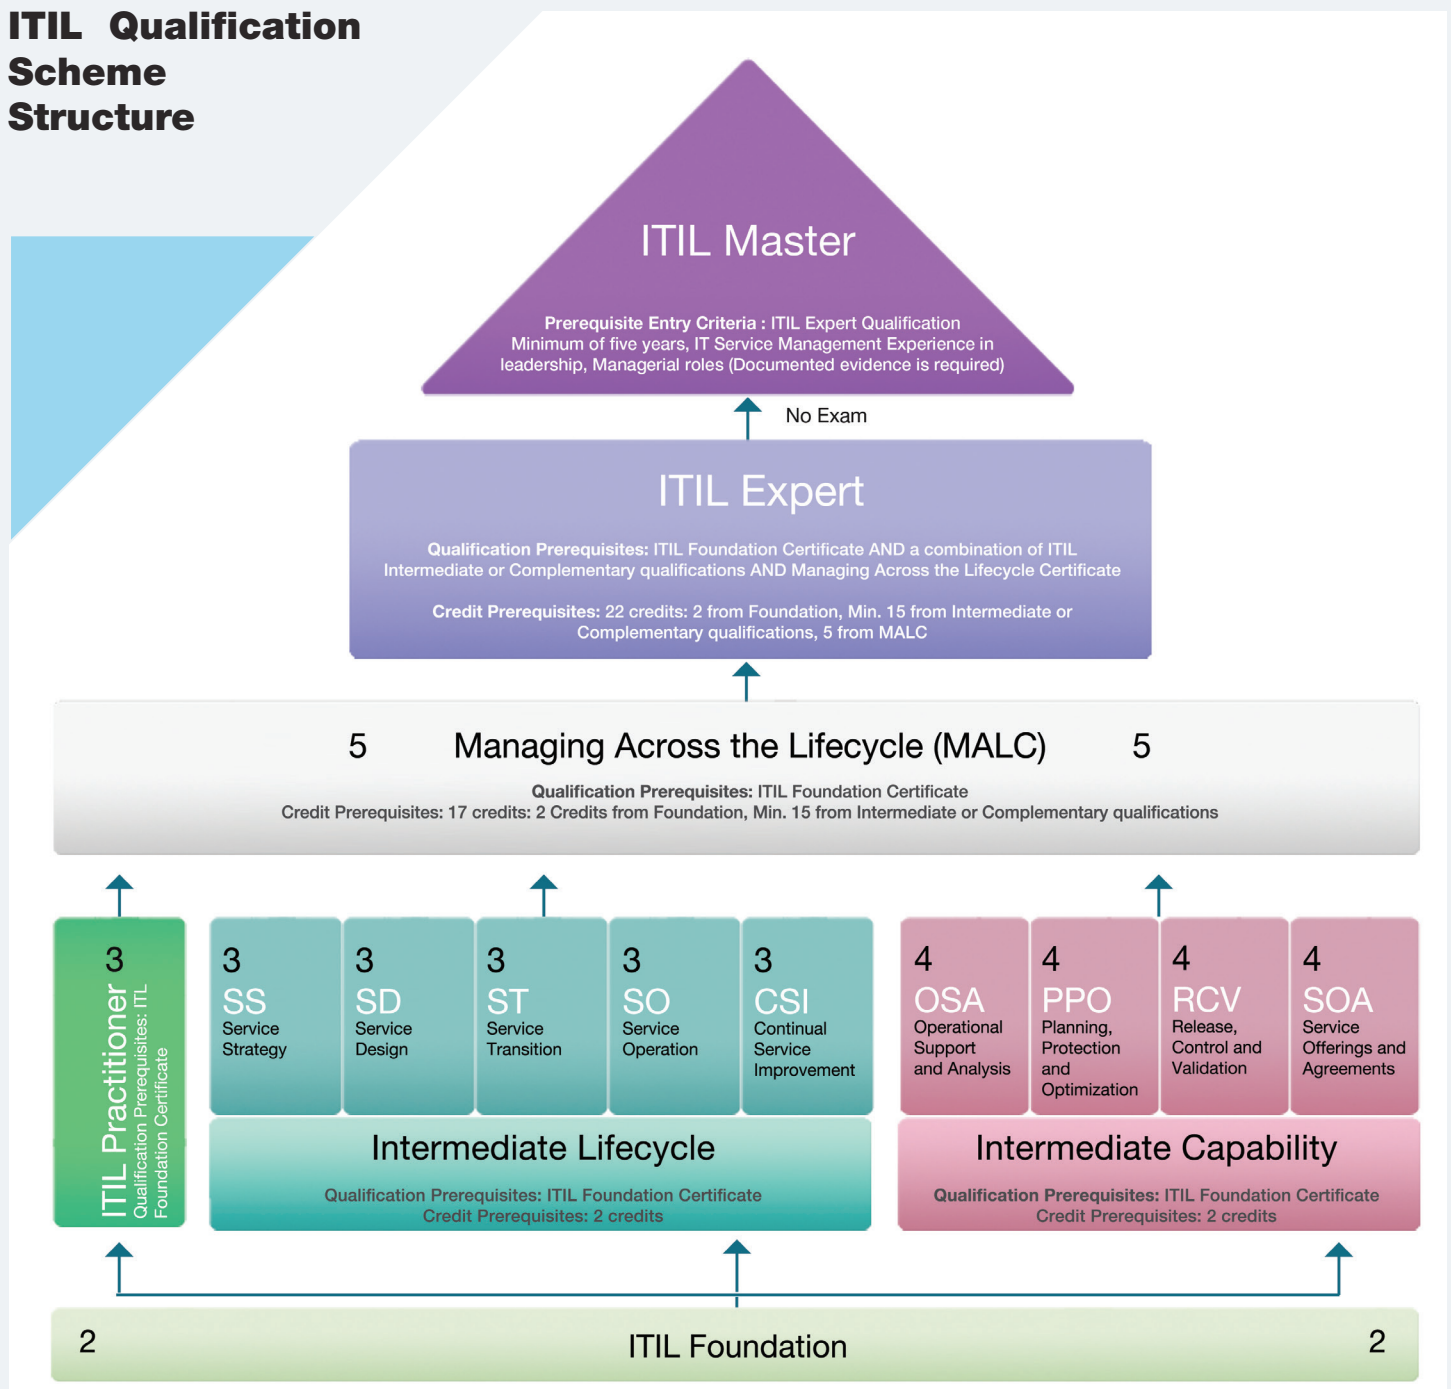 ITIL Qualification
Scheme
Structure
ITIL Master
Prerequisite Entry Criteria : ITIL Expert Qualification
Minimum of five years, IT Service Management Experience in
leadership, Managerial roles (Documented evidence is required)
No Exam
ITIL Expert
Qualification Prerequisites: ITIL Foundation Certificate AND a combination of ITIL
Intermediate or Complementary qualifications AND Managing Across the Lifecycle Certificate
Credit Prerequisites: 22 credits: 2 from Foundation, Min. 15 from Intermediate or
Complementary qualifications, 5 from MALC
5 Managing Across the Lifecycle (MALC) 5
Qualification Prerequisites: ITIL Foundation Certificate
Credit Prerequisites: 17 credits: 2 Credits from Foundation, Min. 15 from Intermediate or Complementary qualifications
3
ITIL Practitioner
Qualification Prerequisites: ITL
Foundation Certificate
3
SS
Service
Strategy
3
SD
Service
Design
3
ST
Service
Transition
3
SO
Service
Operation
3
CSI
Continual
Service
Improvement
Intermediate Lifecycle
Qualification Prerequisites: ITIL Foundation Certificate
Credit Prerequisites: 2 credits
4
OSA
Operational
Support
and Analysis
4
PPO
Planning,
Protection
and
Optimization
4
RCV
Release,
Control and
Validation
4
SOA
Service
Offerings and
Agreements
Intermediate Capability
Qualification Prerequisites: ITIL Foundation Certificate
Credit Prerequisites: 2 credits
2 ITIL Foundation 2